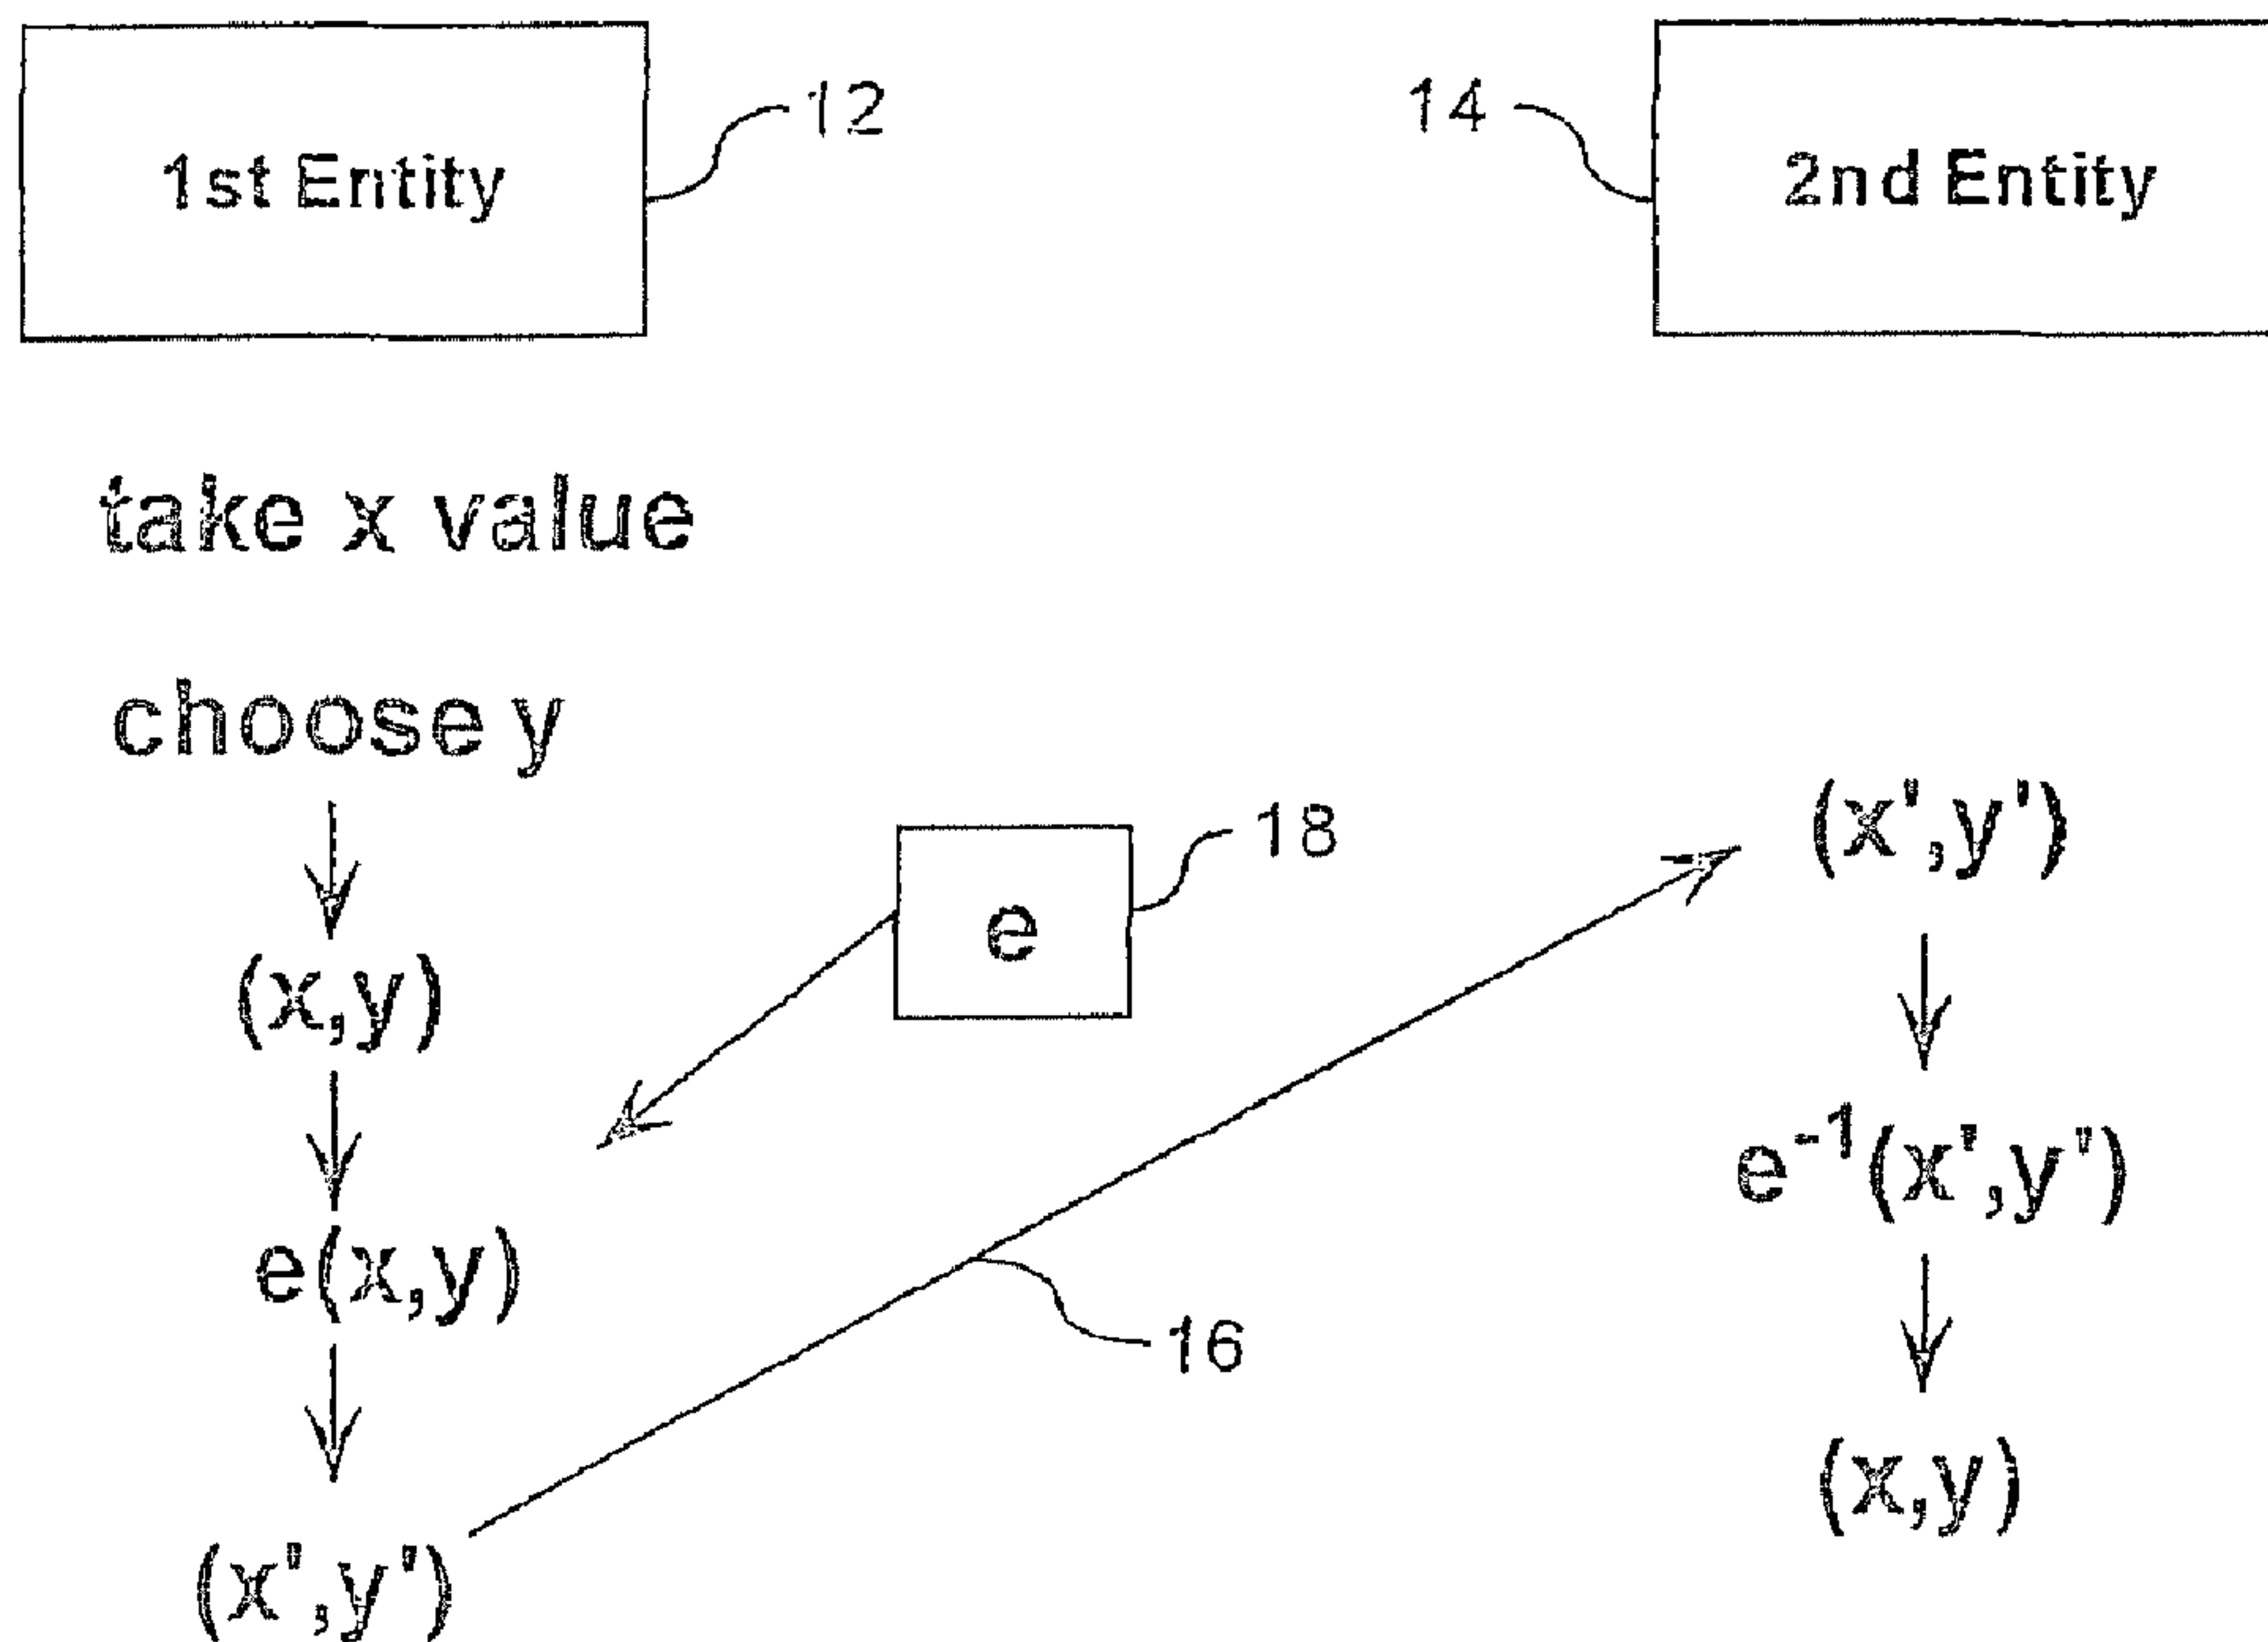 1st Entity
12
14
2nd Entity
take x value
choose y
(x,y)
e(x,y)
(x',y')
e
18
16
(x',y')
e⁻¹(x',y')
(x,y)